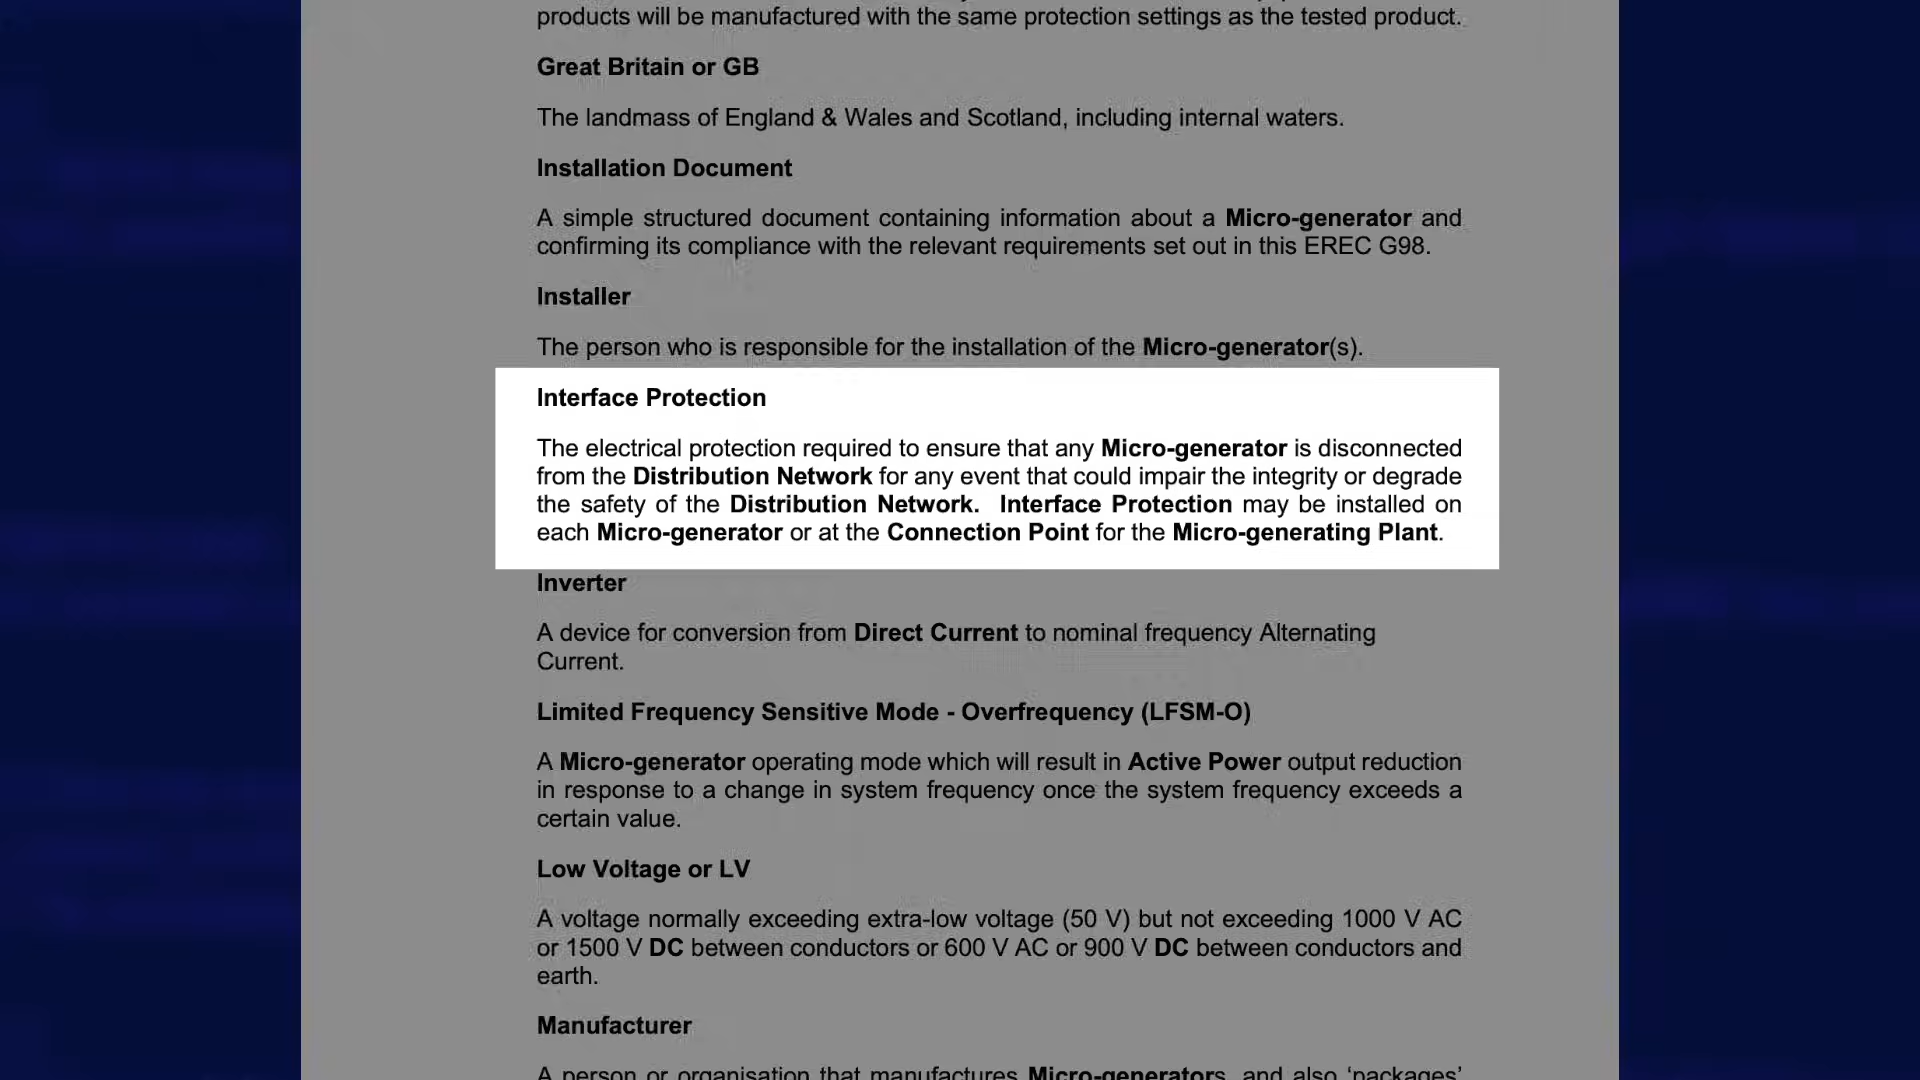 products will be manufactured with the same protection settings as the tested product.
Great Britain or GB
The landmass of England & Wales and Scotland, including internal waters.
Installation Document
A simple structured document containing information about a Micro-generator and
confirming its compliance with the relevant requirements set out in this EREC G98.
Installer
The person who is responsible for the installation of the Micro-generator(s).
Interface Protection
The electrical protection required to ensure that any Micro-generator is disconnected
from the Distribution Network for any event that could impair the integrity or degrade
the safety of the Distribution Network. Interface Protection may be installed on
each Micro-generator or at the Connection Point for the Micro-generating Plant.
Inverter
A device for conversion from Direct Current to nominal frequency Alternating
Current.
Limited Frequency Sensitive Mode - Overfrequency (LFSM-O)
A Micro-generator operating mode which will result in Active Power output reduction
in response to a change in system frequency once the system frequency exceeds a
certain value.
Low Voltage or LV
A voltage normally exceeding extra-low voltage (50 V) but not exceeding 1000 V AC
or 1500 V DC between conductors or 600 V AC or 900 V DC between conductors and
earth.
Manufacturer
A person or organisation that manufactures Micro-generators, and also ‘packages’